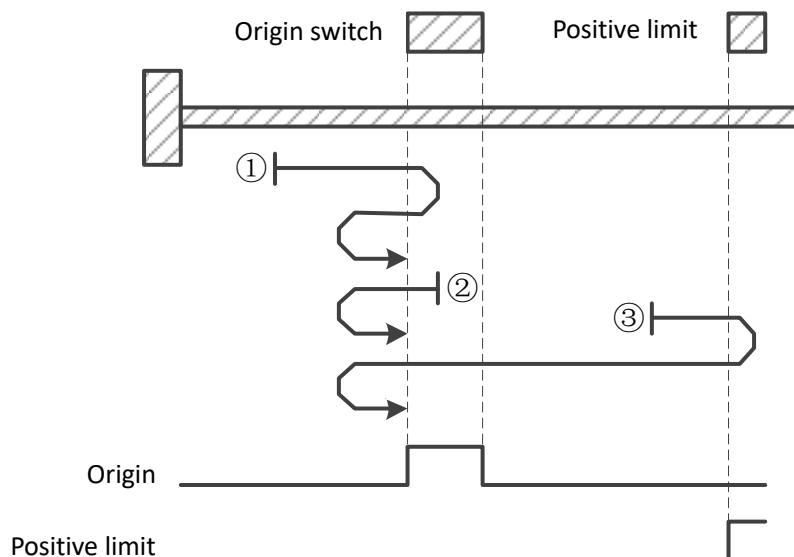 Origin switch
Positive limit
①
②
③
Origin
Positive limit